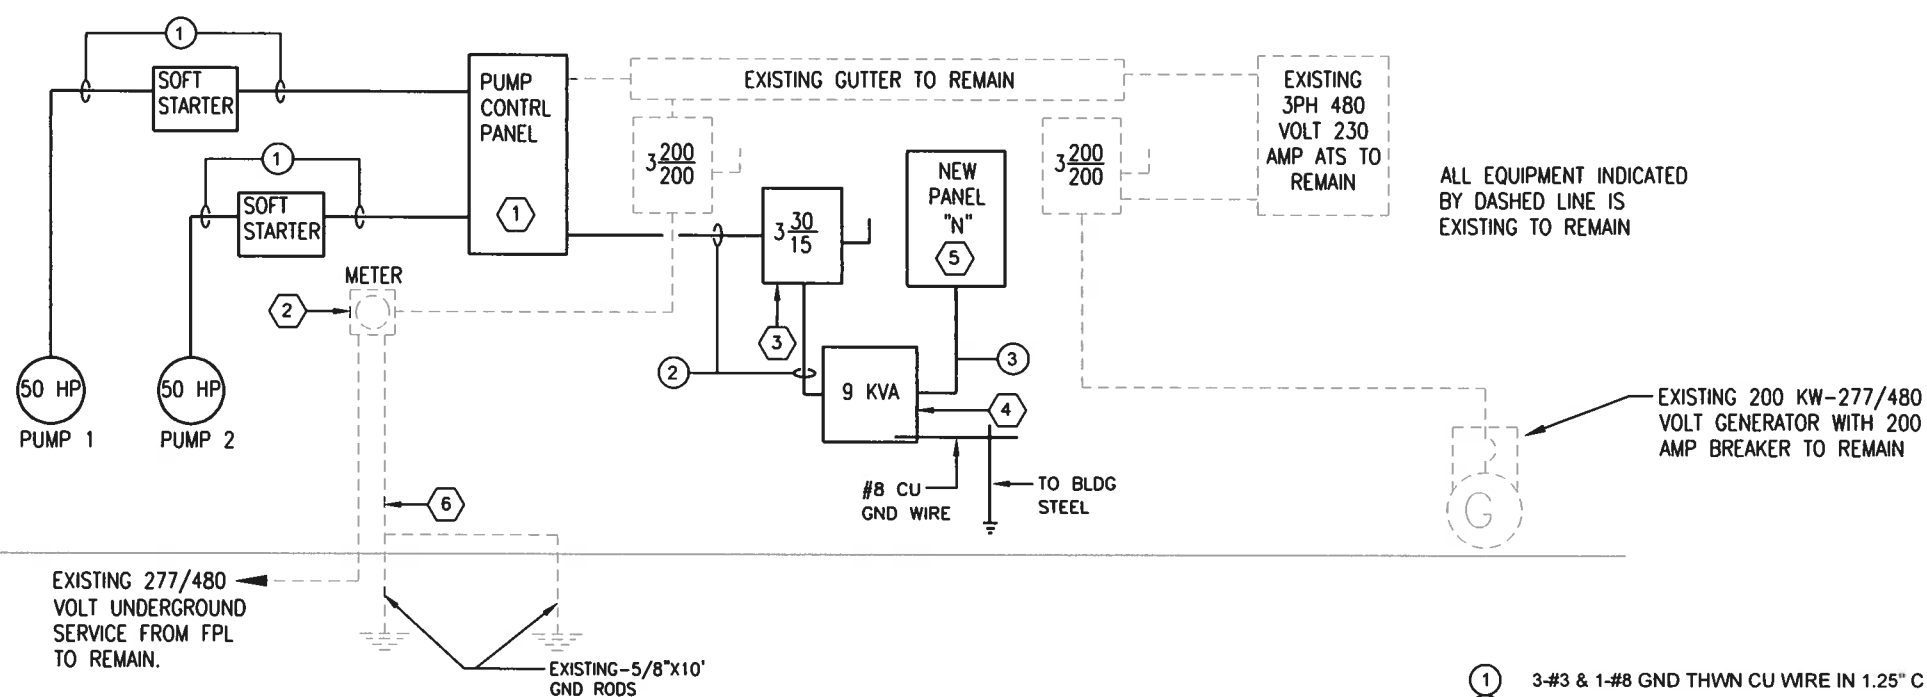 1
SOFT
STARTER
1
SOFT
STARTER
PUMP
CONTRL
PANEL
1
EXISTING GUTTER TO REMAIN
3 200
200
3 200
200
EXISTING
3PH 480
VOLT 230
AMP ATS TO
REMAIN
ALL EQUIPMENT INDICATED
BY DASHED LINE IS
EXISTING TO REMAIN
3 30
15
NEW
PANEL
"N"
5
METER
2
3
2
9 KVA
3
4
50 HP
PUMP 1
50 HP
PUMP 2
EXISTING 200 KW-277/480
VOLT GENERATOR WITH 200
AMP BREAKER TO REMAIN
G
#8 CU
GND WIRE
TO BLDG
STEEL
6
EXISTING 277/480
VOLT UNDERGROUND
SERVICE FROM FPL
TO REMAIN.
EXISTING-5/8"X10'
GND RODS
1 3-#3 & 1-#8 GND THWN CU WIRE IN 1.25" C